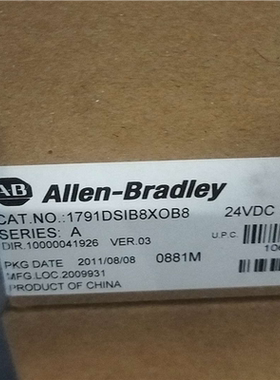 AB Allen-Bradley
CAT.NO.:1791DSIB8XOB8 24VDC
SERIES: A U.P.C.
DIR.10000041926 VER.03
PKG DATE 2011/08/08 0881M
MFG.LOC.2009931
PRODUCT OF CHINA